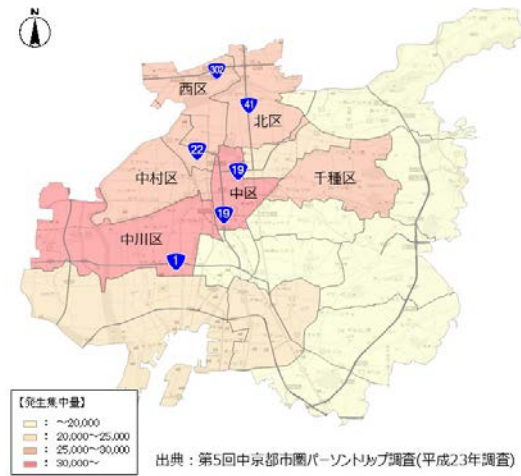 N
302
西区
41
北区
22
19
中村区
千種区
中区
19
中川区
1
【発生集中量】
: ～20,000
: 20,000～25,000
: 25,000～30,000
: 30,000～
出典：第5回中京都市圏パーソントリップ調査(平成23年調査)